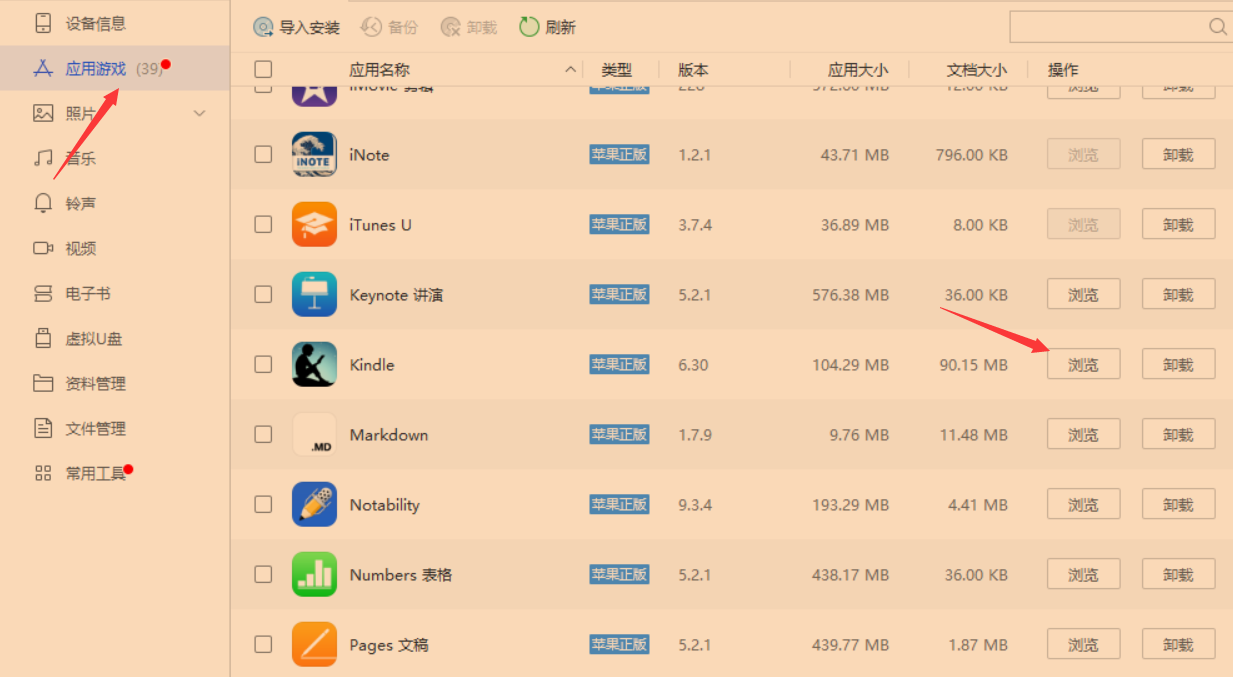 设备信息
应用游戏 (39)
照片
音乐
铃声
视频
电子书
虚拟U盘
资料管理
文件管理
常用工具
导入安装 备份 卸载 刷新
应用名称 类型 版本 应用大小 文档大小 操作
iMovie 剪辑 苹果正版 浏览 卸载
iNOTE iNote 苹果正版 1.2.1 43.71 MB 796.00 KB 浏览 卸载
iTunes U 苹果正版 3.7.4 36.89 MB 8.00 KB 浏览 卸载
Keynote 讲演 苹果正版 5.2.1 576.38 MB 36.00 KB 浏览 卸载
Kindle 苹果正版 6.30 104.29 MB 90.15 MB 浏览 卸载
.MD Markdown 苹果正版 1.7.9 9.76 MB 11.48 MB 浏览 卸载
Notability 苹果正版 9.3.4 193.29 MB 4.41 MB 浏览 卸载
Numbers 表格 苹果正版 5.2.1 438.17 MB 36.00 KB 浏览 卸载
Pages 文稿 苹果正版 5.2.1 439.77 MB 1.87 MB 浏览 卸载